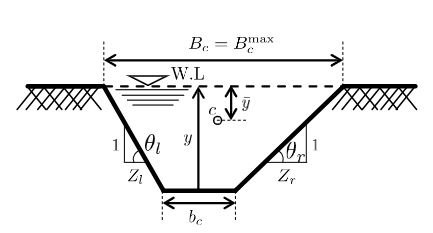 B_c = B_c^max
W.L
c ȳ
1 θ_l y θ_r 1
Z_l Z_r
b_c